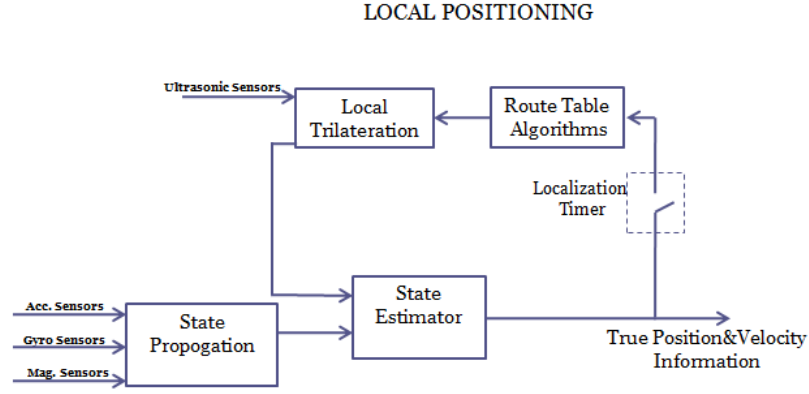 LOCAL POSITIONING
Ultrasonic Sensors
Local
Trilateration
Route Table
Algorithms
Localization
Timer
Acc. Sensors
Gyro Sensors
Mag. Sensors
State
Propogation
State
Estimator
True Position&Velocity
Information